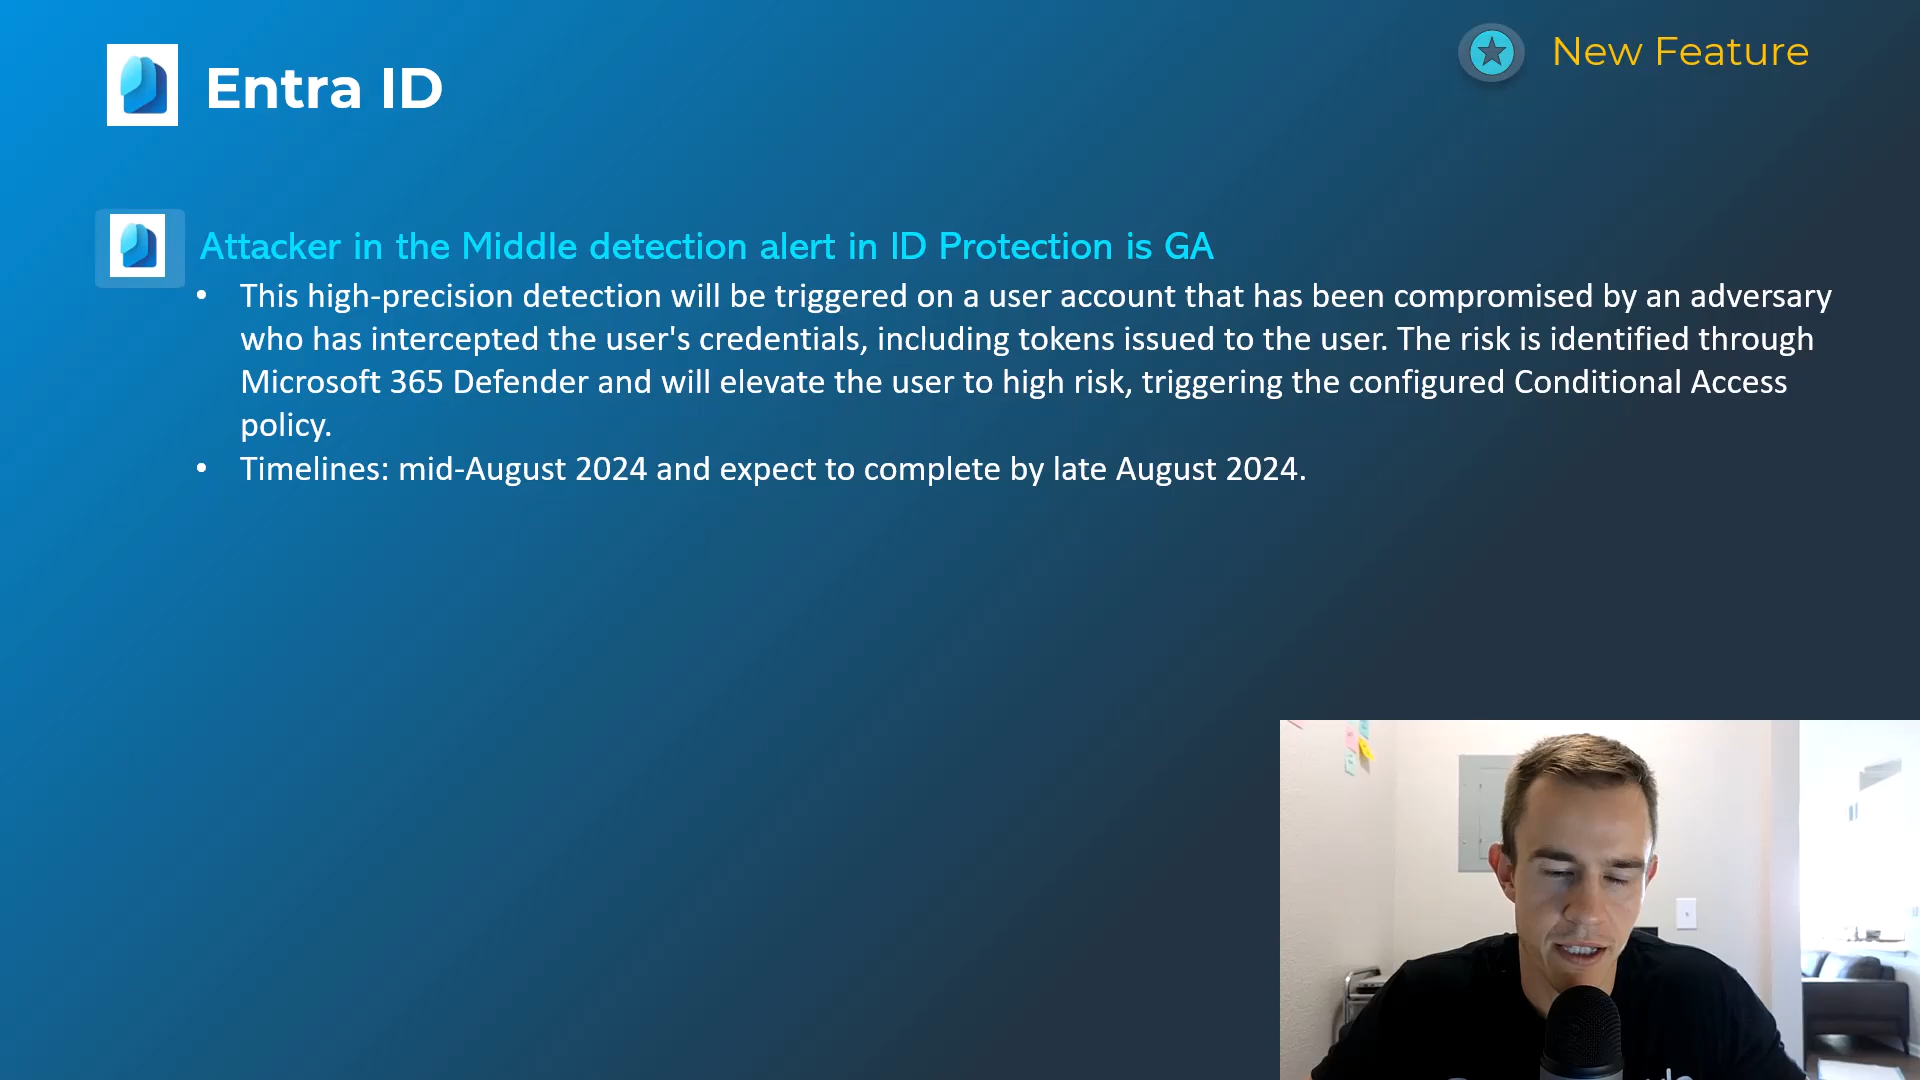 Entra ID
New Feature
Attacker in the Middle detection alert in ID Protection is GA
• This high-precision detection will be triggered on a user account that has been compromised by an adversary
who has intercepted the user's credentials, including tokens issued to the user. The risk is identified through
Microsoft 365 Defender and will elevate the user to high risk, triggering the configured Conditional Access
policy.
• Timelines: mid-August 2024 and expect to complete by late August 2024.